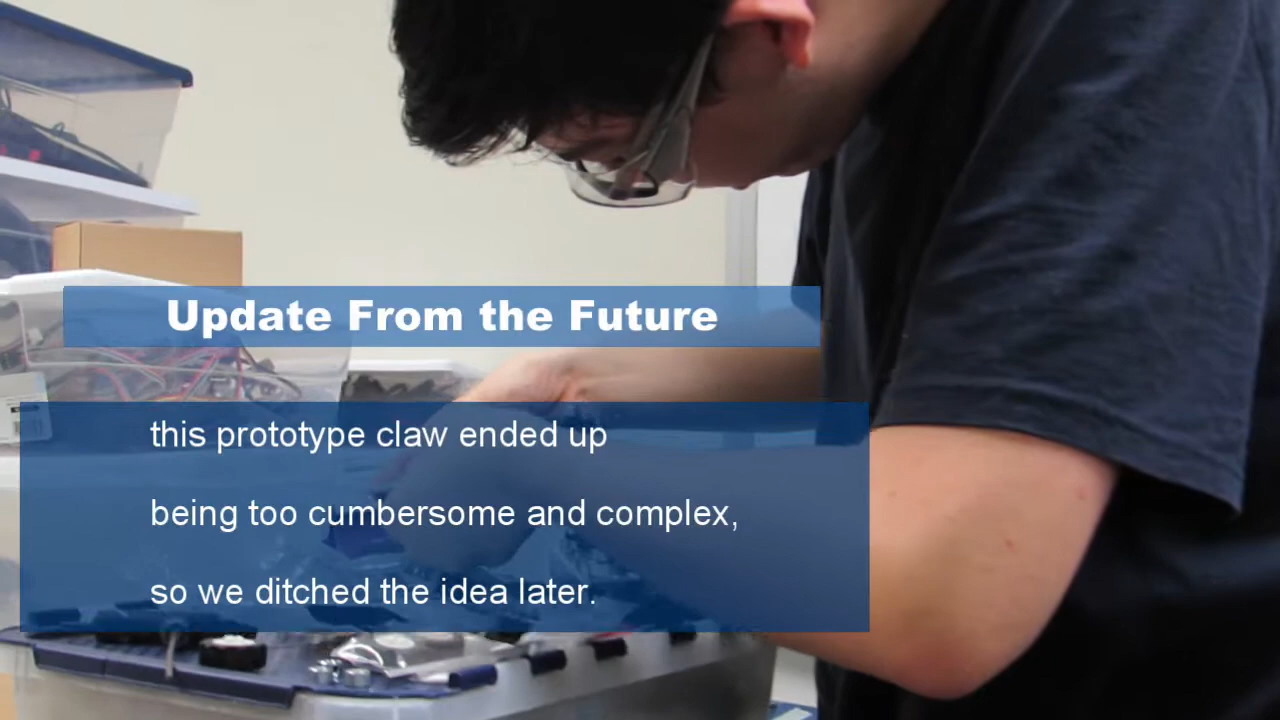 Update From the Future
this prototype claw ended up
being too cumbersome and complex,
so we ditched the idea later.